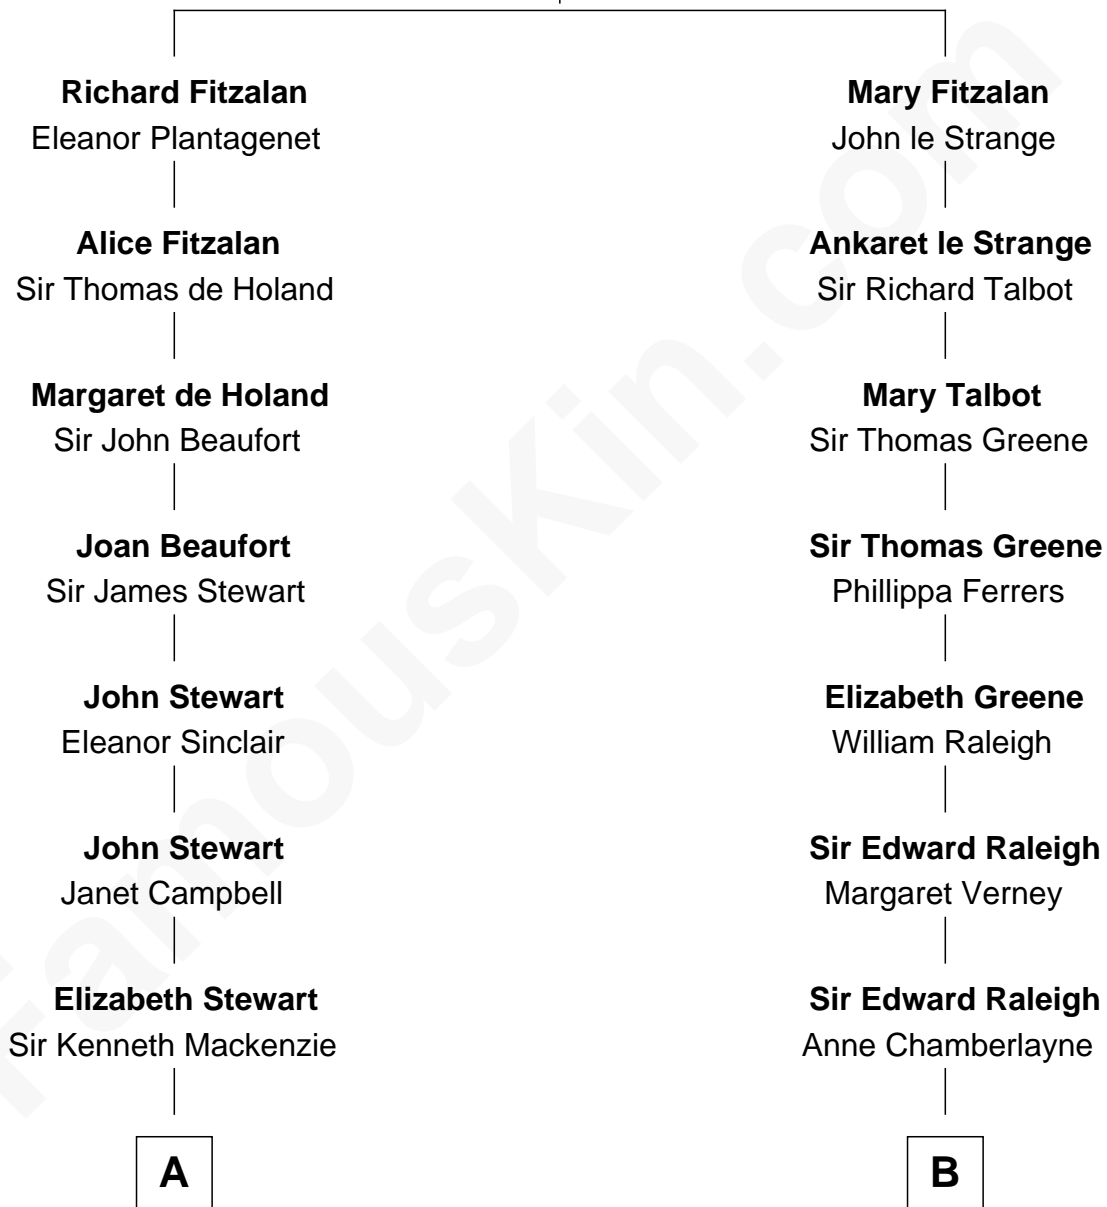 Richard Fitzalan
Eleanor Plantagenet
Alice Fitzalan
Sir Thomas de Holand
Margaret de Holand
Sir John Beaufort
Joan Beaufort
Sir James Stewart
John Stewart
Eleanor Sinclair
John Stewart
Janet Campbell
Elizabeth Stewart
Sir Kenneth Mackenzie
A
Mary Fitzalan
John le Strange
Ankaret le Strange
Sir Richard Talbot
Mary Talbot
Sir Thomas Greene
Sir Thomas Greene
Phillippa Ferrers
Elizabeth Greene
William Raleigh
Sir Edward Raleigh
Margaret Verney
Sir Edward Raleigh
Anne Chamberlayne
B
FamousKin.com